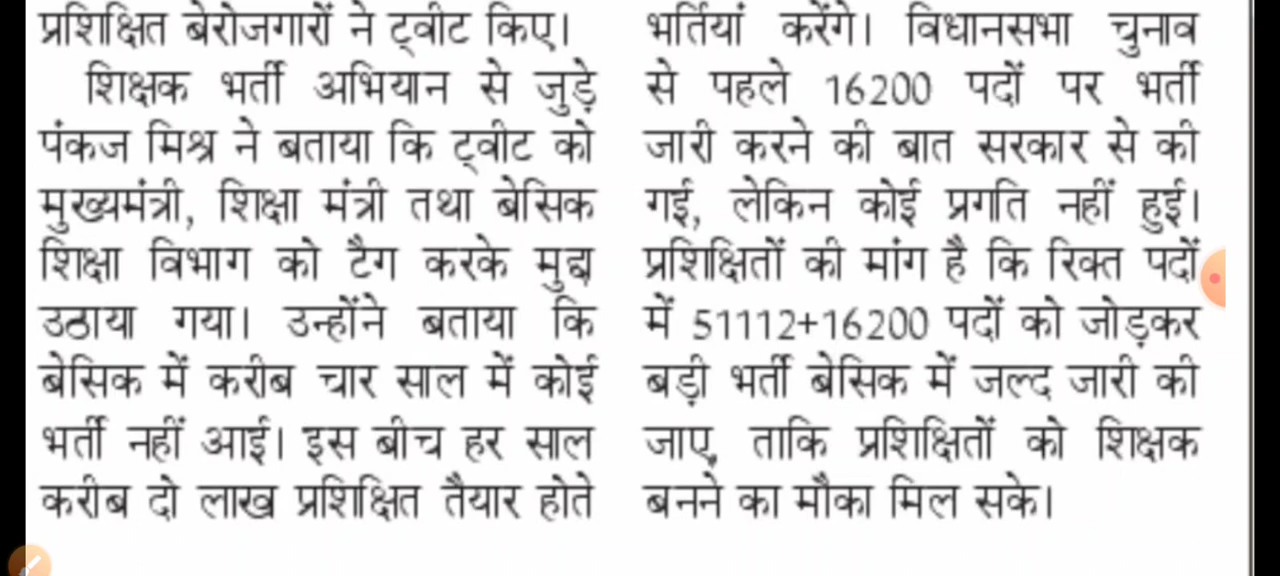 प्रशिक्षित बेरोजगारों ने ट्वीट किए।
शिक्षक भर्ती अभियान से जुड़े
पंकज मिश्र ने बताया कि ट्वीट को
मुख्यमंत्री, शिक्षा मंत्री तथा बेसिक
शिक्षा विभाग को टैग करके मुद्दा
उठाया गया। उन्होंने बताया कि
बेसिक में करीब चार साल में कोई
भर्ती नहीं आई। इस बीच हर साल
करीब दो लाख प्रशिक्षित तैयार होते
भर्तियां करेंगे। विधानसभा चुनाव
से पहले 16200 पदों पर भर्ती
जारी करने की बात सरकार से की
गई, लेकिन कोई प्रगति नहीं हुई।
प्रशिक्षितों की मांग है कि रिक्त पदों
में 51112+16200 पदों को जोड़कर
बड़ी भर्ती बेसिक में जल्द जारी की
जाए, ताकि प्रशिक्षितों को शिक्षक
बनने का मौका मिल सके।